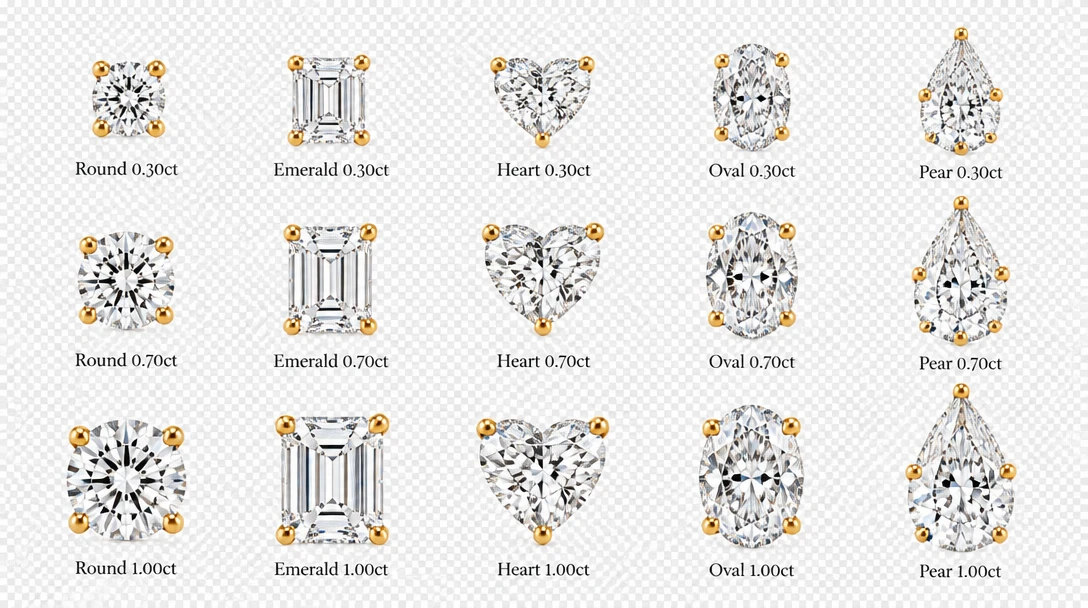 Round 0.30ct
Emerald 0.30ct
Heart 0.30ct
Oval 0.30ct
Pear 0.30ct
Round 0.70ct
Emerald 0.70ct
Heart 0.70ct
Oval 0.70ct
Pear 0.70ct
Round 1.00ct
Emerald 1.00ct
Heart 1.00ct
Oval 1.00ct
Pear 1.00ct